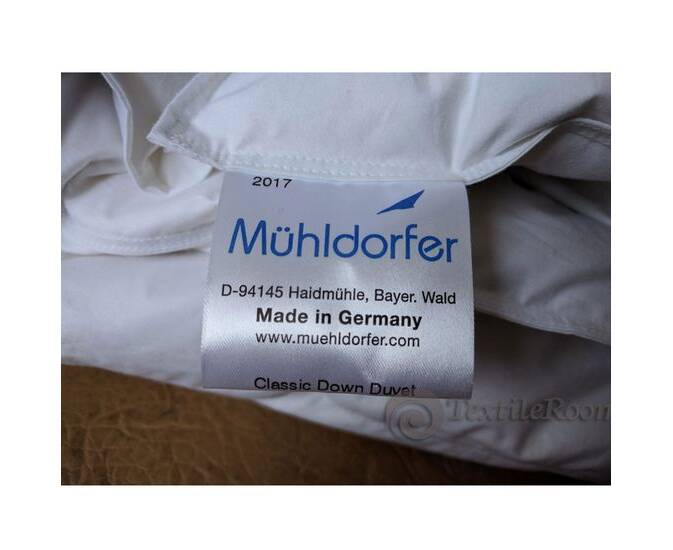 2017
Mühldorfer
D-94145 Haidmühle, Bayer. Wald
Made in Germany
www.muehldorfer.com
Classic Down Duvet
TextileRoom